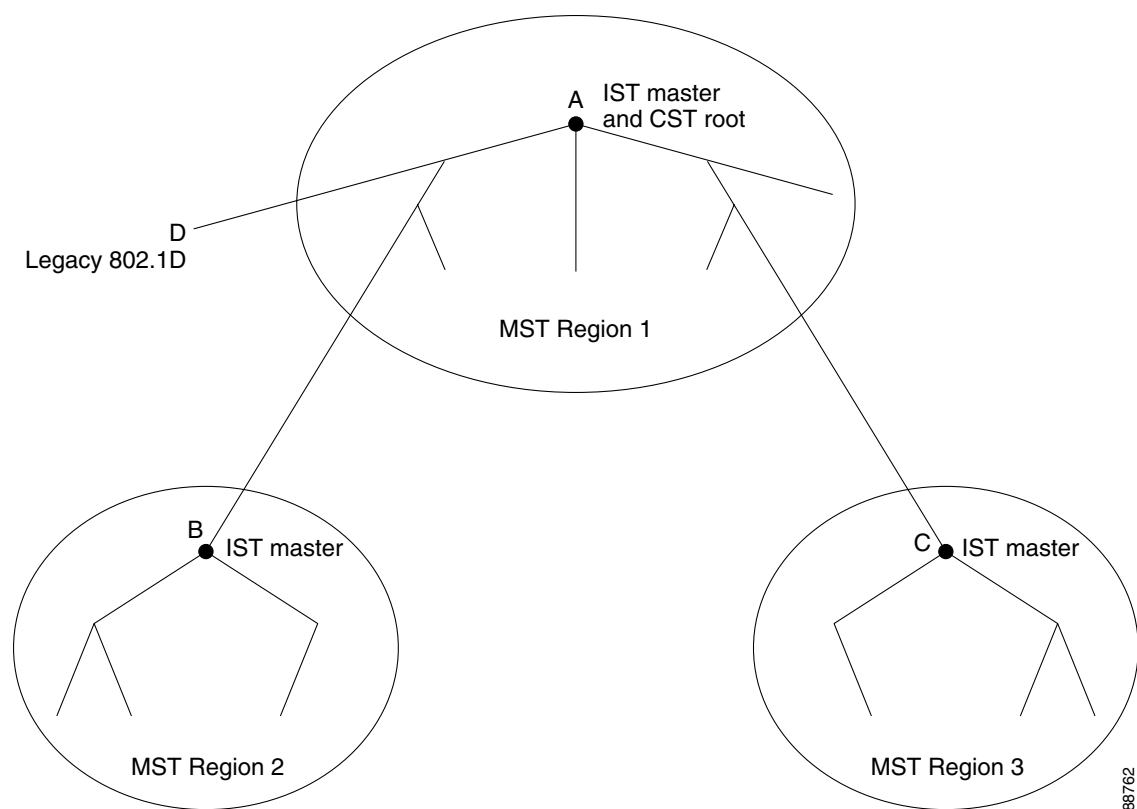 A
IST master
and CST root
D
Legacy 802.1D
MST Region 1
B
IST master
C
IST master
MST Region 2
MST Region 3
88762